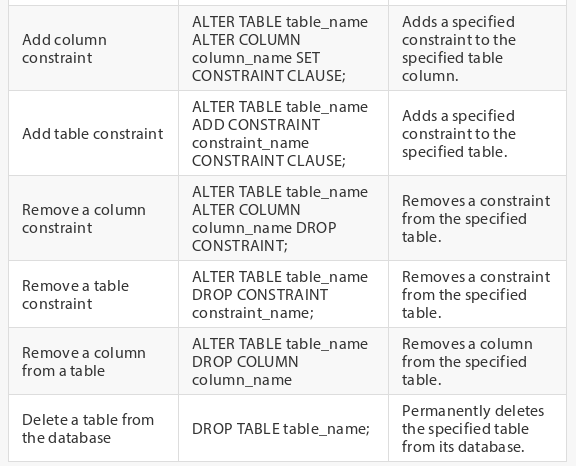 Add column
constraint
ALTER TABLE table_name
ALTER COLUMN
column_name SET
CONSTRAINT CLAUSE;
Adds a specified
constraint to the
specified table
column.
Add table constraint
ALTER TABLE table_name
ADD CONSTRAINT
constraint_name
CONSTRAINT CLAUSE;
Adds a specified
constraint to the
specified table.
Remove a column
constraint
ALTER TABLE table_name
ALTER COLUMN
column_name DROP
CONSTRAINT;
Removes a constraint
from the specified
table.
Remove a table
constraint
ALTER TABLE table_name
DROP CONSTRAINT
constraint_name;
Removes a constraint
from the specified
table.
Remove a column
from a table
ALTER TABLE table_name
DROP COLUMN
column_name
Removes a column
from the specified
table.
Delete a table from
the database
DROP TABLE table_name;
Permanently deletes
the specified table
from its database.